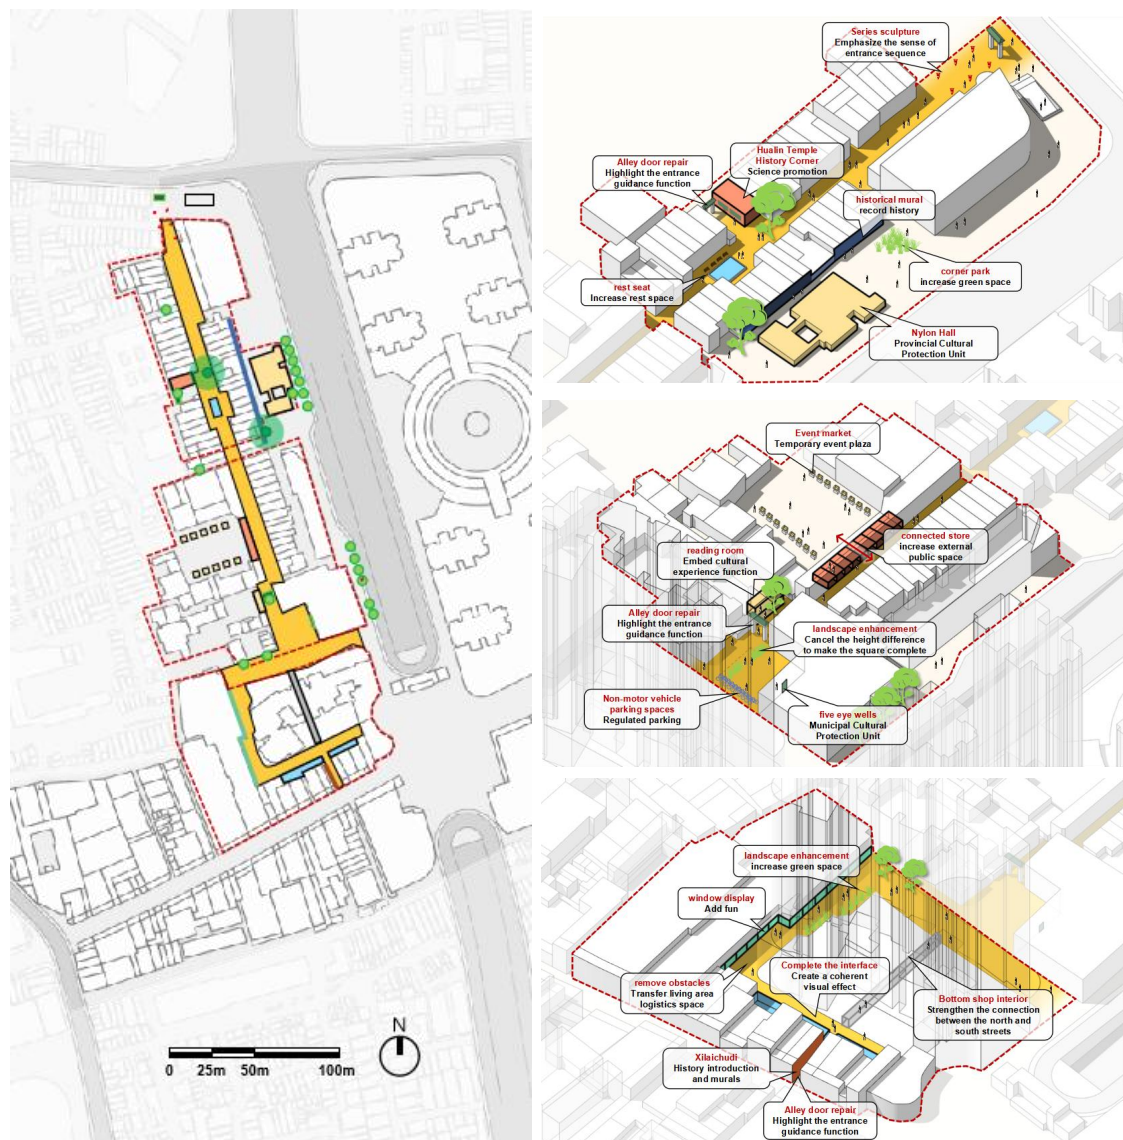 N
0 25m 50m 100m
Series sculpture
Emphasize the sense of
entrance sequence
Hualin Temple
History Corner
Science promotion
Alley door repair
Highlight the entrance
guidance function
historical mural
record history
corner park
increase green space
rest seat
Increase rest space
Nylon Hall
Provincial Cultural
Protection Unit
Event market
Temporary event plaza
connected store
increase external
public space
reading room
Embed cultural
experience function
Alley door repair
Highlight the entrance
guidance function
landscape enhancement
Cancel the height difference
to make the square complete
Non-motor vehicle
parking spaces
Regulated parking
five eye wells
Municipal Cultural
Protection Unit
landscape enhancement
increase green space
window display
Add fun
Complete the interface
Create a coherent
visual effect
remove obstacles
Transfer living area
logistics space
Bottom shop interior
Strengthen the connection
between the north and
south streets
Xilaichudi
History introduction
and murals
Alley door repair
Highlight the entrance
guidance function